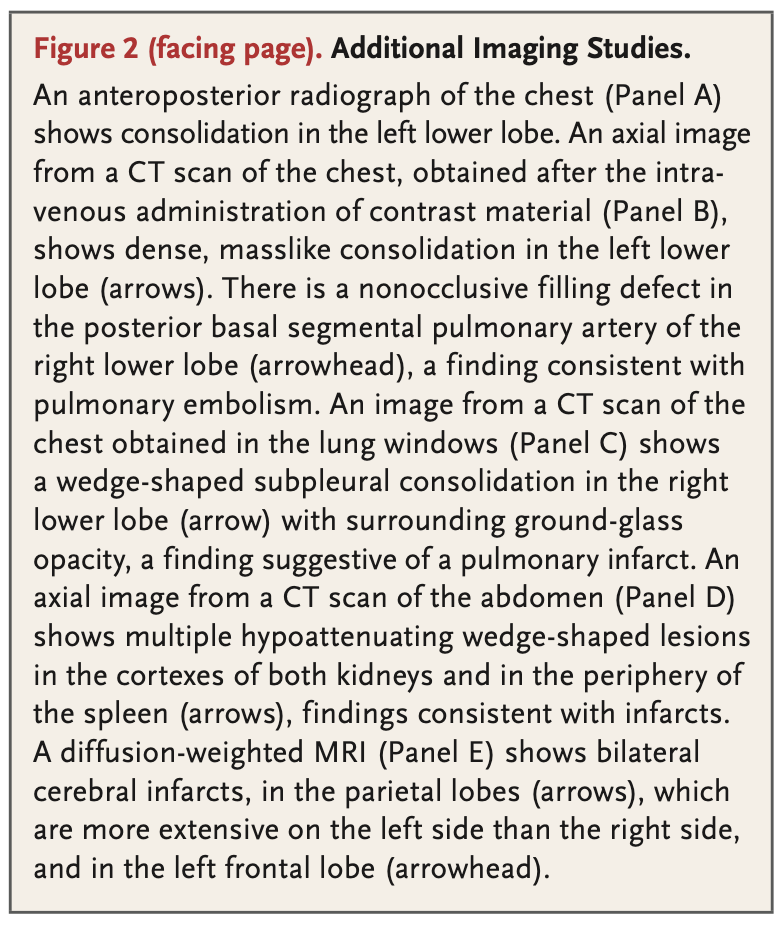 Figure 2 (facing page). Additional Imaging Studies.
An anteroposterior radiograph of the chest (Panel A)
shows consolidation in the left lower lobe. An axial image
from a CT scan of the chest, obtained after the intra-
venous administration of contrast material (Panel B),
shows dense, masslike consolidation in the left lower
lobe (arrows). There is a nonocclusive filling defect in
the posterior basal segmental pulmonary artery of the
right lower lobe (arrowhead), a finding consistent with
pulmonary embolism. An image from a CT scan of the
chest obtained in the lung windows (Panel C) shows
a wedge-shaped subpleural consolidation in the right
lower lobe (arrow) with surrounding ground-glass
opacity, a finding suggestive of a pulmonary infarct. An
axial image from a CT scan of the abdomen (Panel D)
shows multiple hypoattenuating wedge-shaped lesions
in the cortexes of both kidneys and in the periphery of
the spleen (arrows), findings consistent with infarcts.
A diffusion-weighted MRI (Panel E) shows bilateral
cerebral infarcts, in the parietal lobes (arrows), which
are more extensive on the left side than the right side,
and in the left frontal lobe (arrowhead).